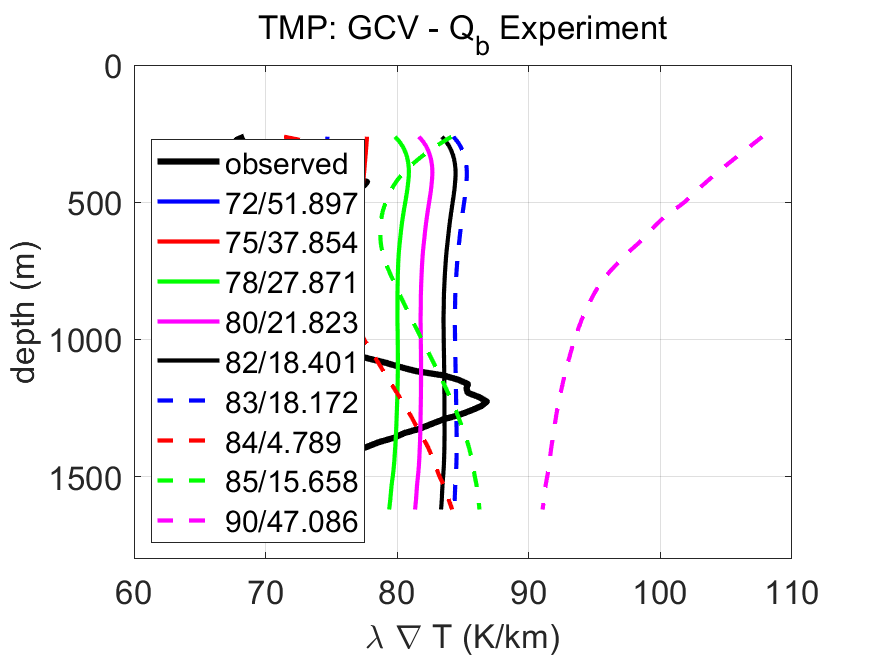 TMP: GCV - Q_b Experiment
0
500
1000
1500
depth (m)
observed
72/51.897
75/37.854
78/27.871
80/21.823
82/18.401
83/18.172
84/4.789
85/15.658
90/47.086
60 70 80 90 100 110
λ ∇ T (K/km)